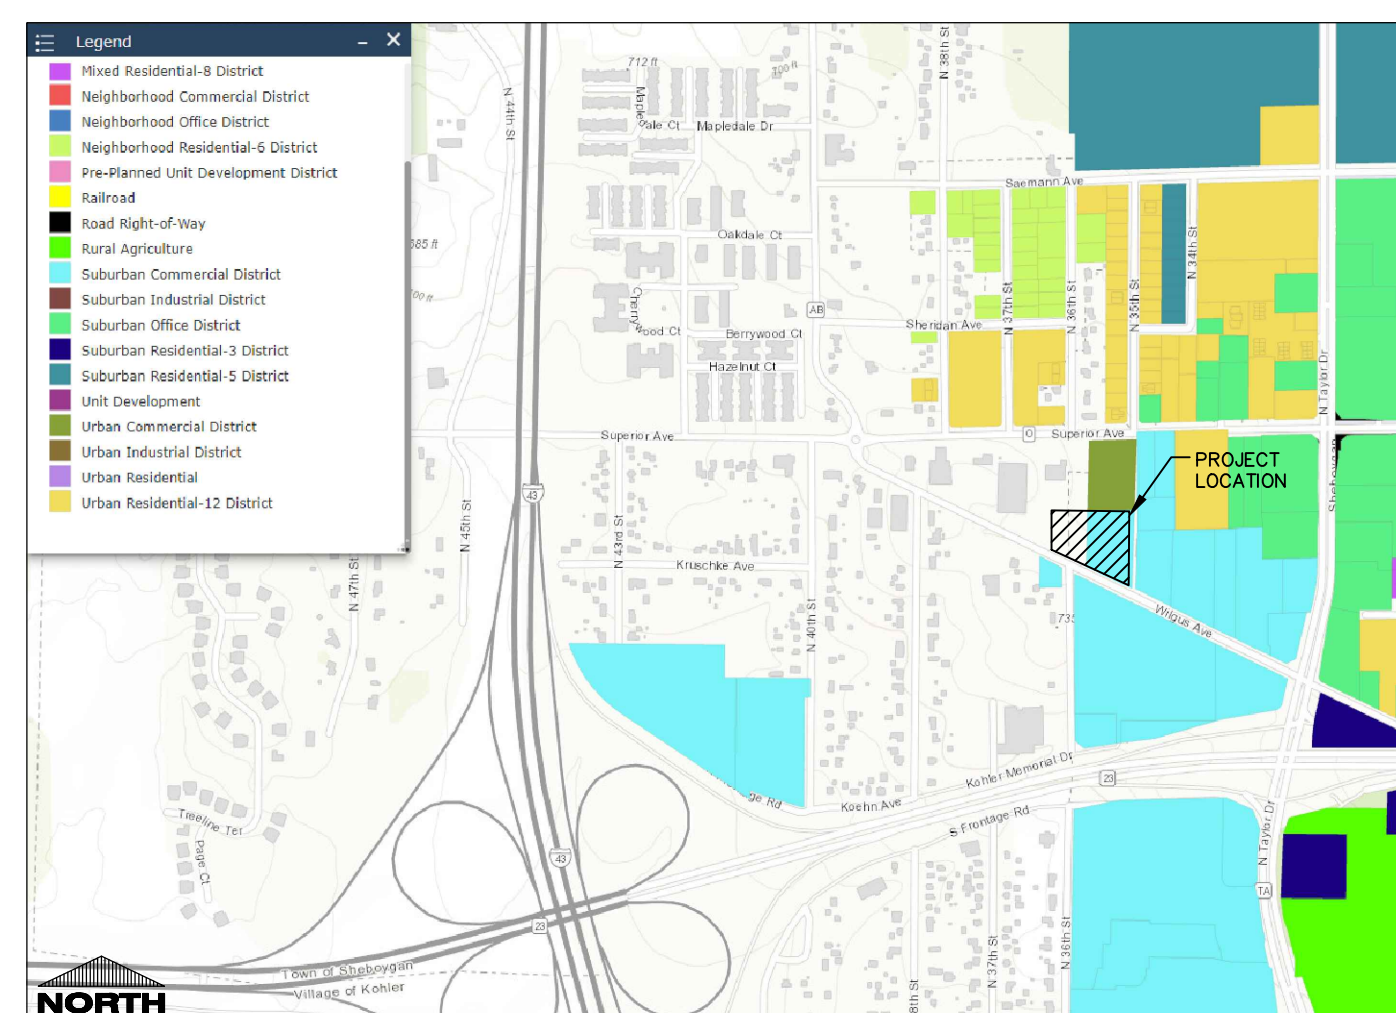 Legend
Mixed Residential-8 District
Neighborhood Commercial District
Neighborhood Office District
Neighborhood Residential-6 District
Pre-Planned Unit Development District
Railroad
Road Right-of-Way
Rural Agriculture
Suburban Commercial District
Suburban Industrial District
Suburban Office District
Suburban Residential-3 District
Suburban Residential-5 District
Unit Development
Urban Commercial District
Urban Industrial District
Urban Residential
Urban Residential-12 District
712 ft
700 ft
N 38th St
N 44th St
Mapledale Dr
Saemann Ave
Oakdale Ct
N 34th St
AB
N 37th St
N 36th St
N 35th St
Sheridan Ave
Berrywood Ct
Hazelnut Ct
N Taylor Dr
Superior Ave
O
Superior Ave
PROJECT
LOCATION
43
N 45th St
N 43rd St
Kruschke Ave
N 47th St
N 40th St
Kohler Memorial Dr
23
Koehn Ave
S Frontage Rd
Treeline Ter
Page Ct
43
N Taylor Dr
TA
23
N 36th St
N 37th St
Town of Sheboygan
Village of Kohler
NORTH